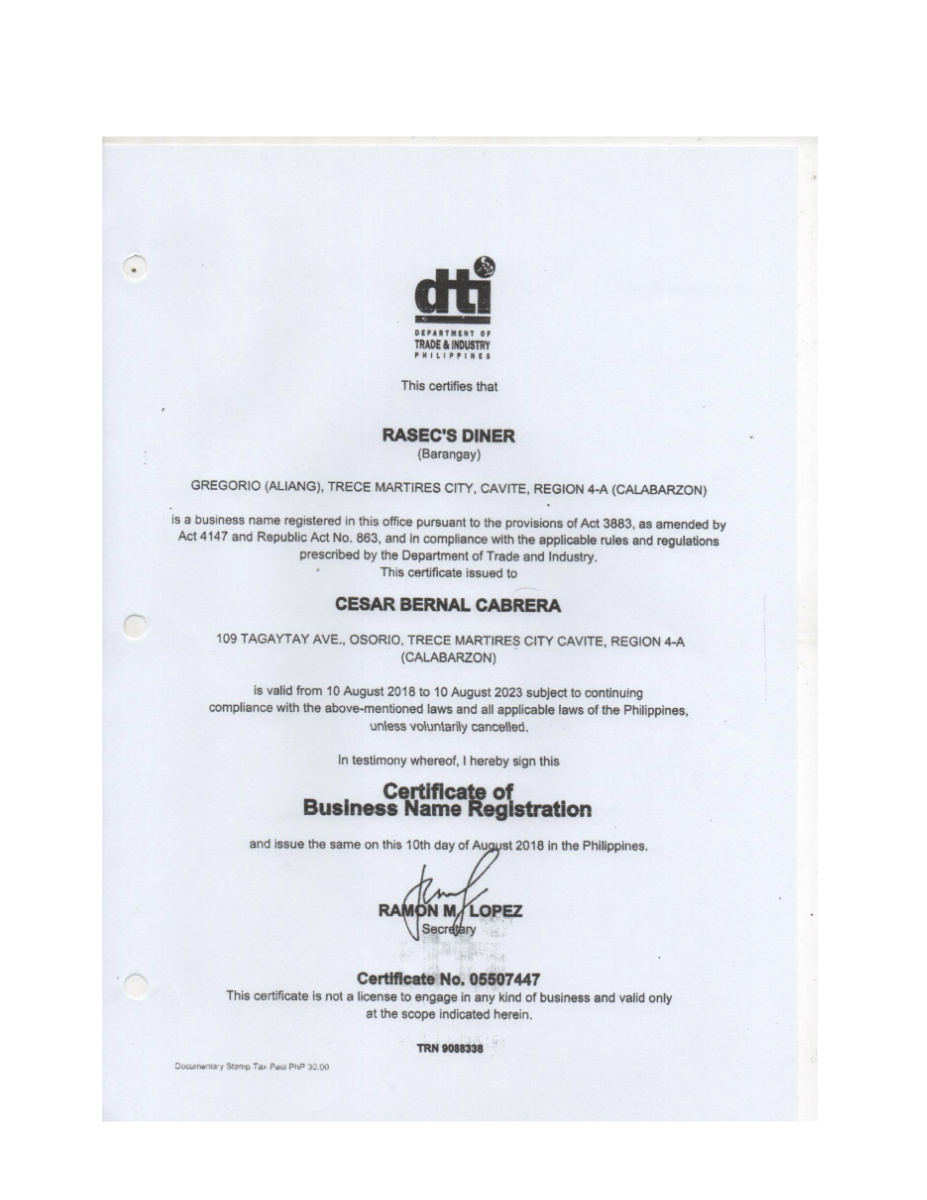 dti
DEPARTMENT OF
TRADE & INDUSTRY
PHILIPPINES
This certifies that
RASEC'S DINER
(Barangay)
GREGORIO (ALIANG), TRECE MARTIRES CITY, CAVITE, REGION 4-A (CALABARZON)
is a business name registered in this office pursuant to the provisions of Act 3883, as amended by
Act 4147 and Republic Act No. 863, and in compliance with the applicable rules and regulations
prescribed by the Department of Trade and Industry.
This certificate issued to
CESAR BERNAL CABRERA
109 TAGAYTAY AVE., OSORIO, TRECE MARTIRES CITY CAVITE, REGION 4-A
(CALABARZON)
is valid from 10 August 2018 to 10 August 2023 subject to continuing
compliance with the above-mentioned laws and all applicable laws of the Philippines,
unless voluntarily cancelled.
In testimony whereof, I hereby sign this
Certificate of
Business Name Registration
and issue the same on this 10th day of August 2018 in the Philippines.
RAMON M. LOPEZ
Secretary
Certificate No. 05507447
This certificate is not a license to engage in any kind of business and valid only
at the scope indicated herein.
TRN 9088338
Documentary Stamp Tax Paid PhP 30.00